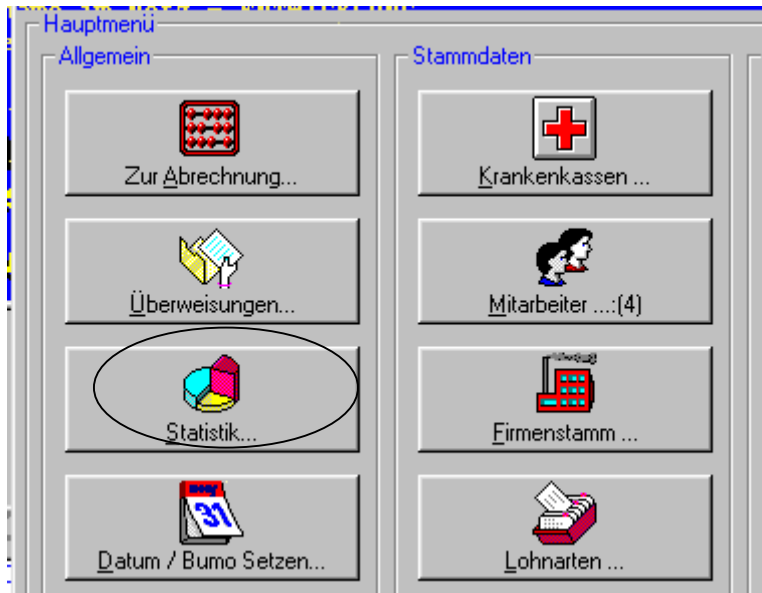 Hauptmenü
Allgemein
Stammdaten
Zur Abrechnung...
Krankenkassen ...
Überweisungen...
Mitarbeiter ...:(4)
Statistik...
Firmenstamm ...
31
Datum / Bumo Setzen...
Lohnarten ...